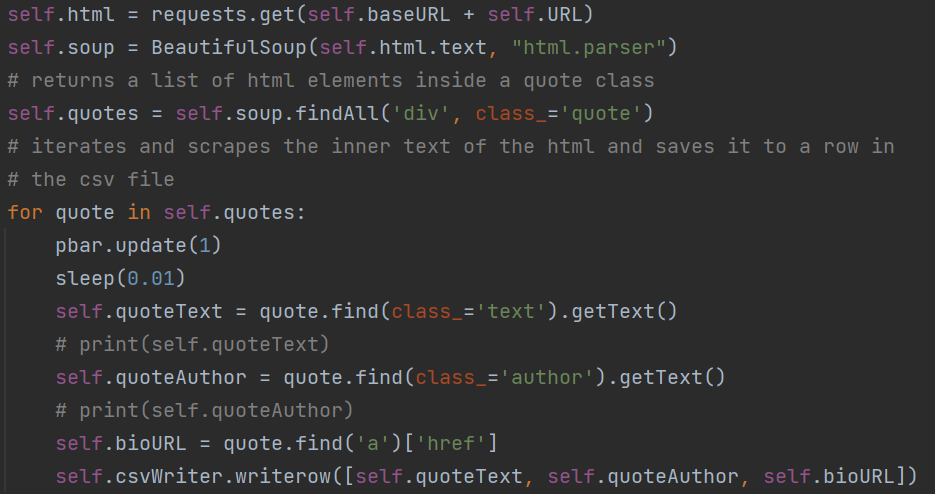 self.html = requests.get(self.baseURL + self.URL)
self.soup = BeautifulSoup(self.html.text, "html.parser")
# returns a list of html elements inside a quote class
self.quotes = self.soup.findAll('div', class_='quote')
# iterates and scrapes the inner text of the html and saves it to a row in
# the csv file
for quote in self.quotes:
    pbar.update(1)
    sleep(0.01)
    self.quoteText = quote.find(class_='text').getText()
    # print(self.quoteText)
    self.quoteAuthor = quote.find(class_='author').getText()
    # print(self.quoteAuthor)
    self.bioURL = quote.find('a')['href']
    self.csvWriter.writerow([self.quoteText, self.quoteAuthor, self.bioURL])